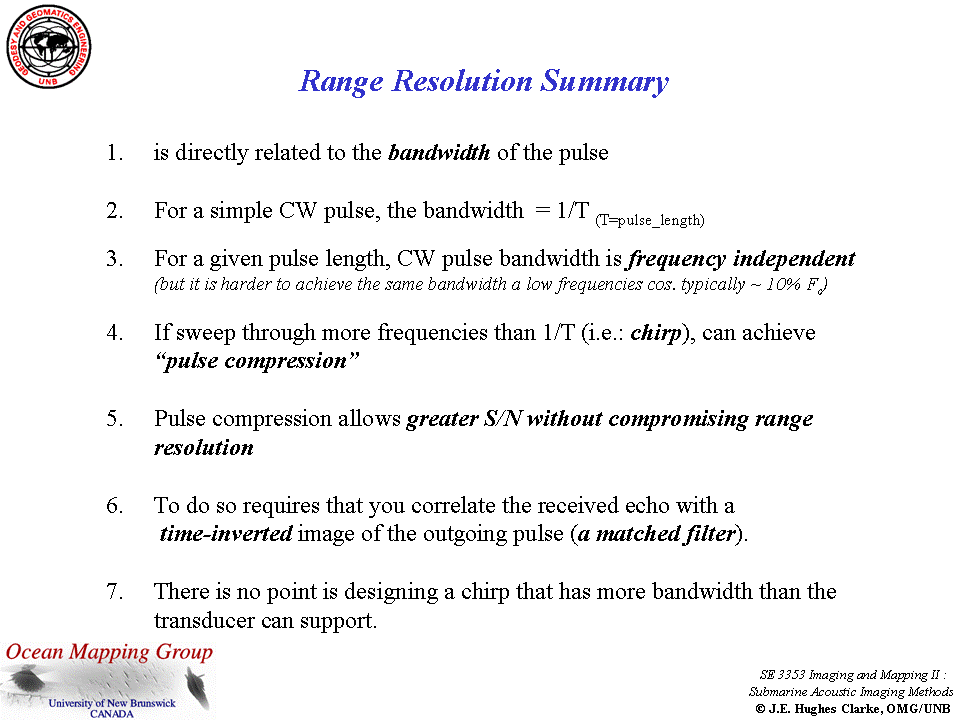 GEODESY AND GEOMATICS ENGINEERING
UNB
Range Resolution Summary
1. is directly related to the bandwidth of the pulse
2. For a simple CW pulse, the bandwidth = 1/T (T=pulse_length)
3. For a given pulse length, CW pulse bandwidth is frequency independent
(but it is harder to achieve the same bandwidth a low frequencies cos. typically ~ 10% Fo)
4. If sweep through more frequencies than 1/T (i.e.: chirp), can achieve
“pulse compression”
5. Pulse compression allows greater S/N without compromising range
resolution
6. To do so requires that you correlate the received echo with a
time-inverted image of the outgoing pulse (a matched filter).
7. There is no point is designing a chirp that has more bandwidth than the
transducer can support.
Ocean Mapping Group
University of New Brunswick
CANADA
SE 3353 Imaging and Mapping II :
Submarine Acoustic Imaging Methods
© J.E. Hughes Clarke, OMG/UNB